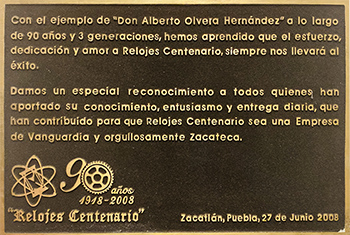 Con el ejemplo de “Don Alberto Olvera Hernández” a lo largo
de 90 años y 3 generaciones, hemos aprendido que el esfuerzo,
dedicación y amor a Relojes Centenario, siempre nos llevará al
éxito.
Damos un especial reconocimiento a todos quienes han
aportado su conocimiento, entusiasmo y entrega diaria, que
han contribuído para que Relojes Centenario sea una Empresa
de Vanguardia y orgullosamente Zacateca.
90 años
1918-2008
“Relojes Centenario”
Zacatlán, Puebla, 27 de Junio 2008